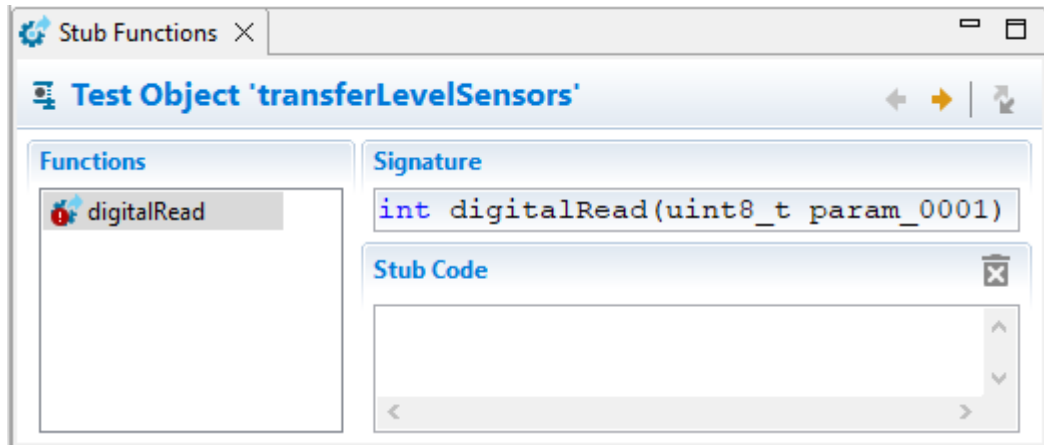 Stub Functions
Test Object 'transferLevelSensors'
Functions
digitalRead
Signature
int digitalRead(uint8_t param_0001)
Stub Code